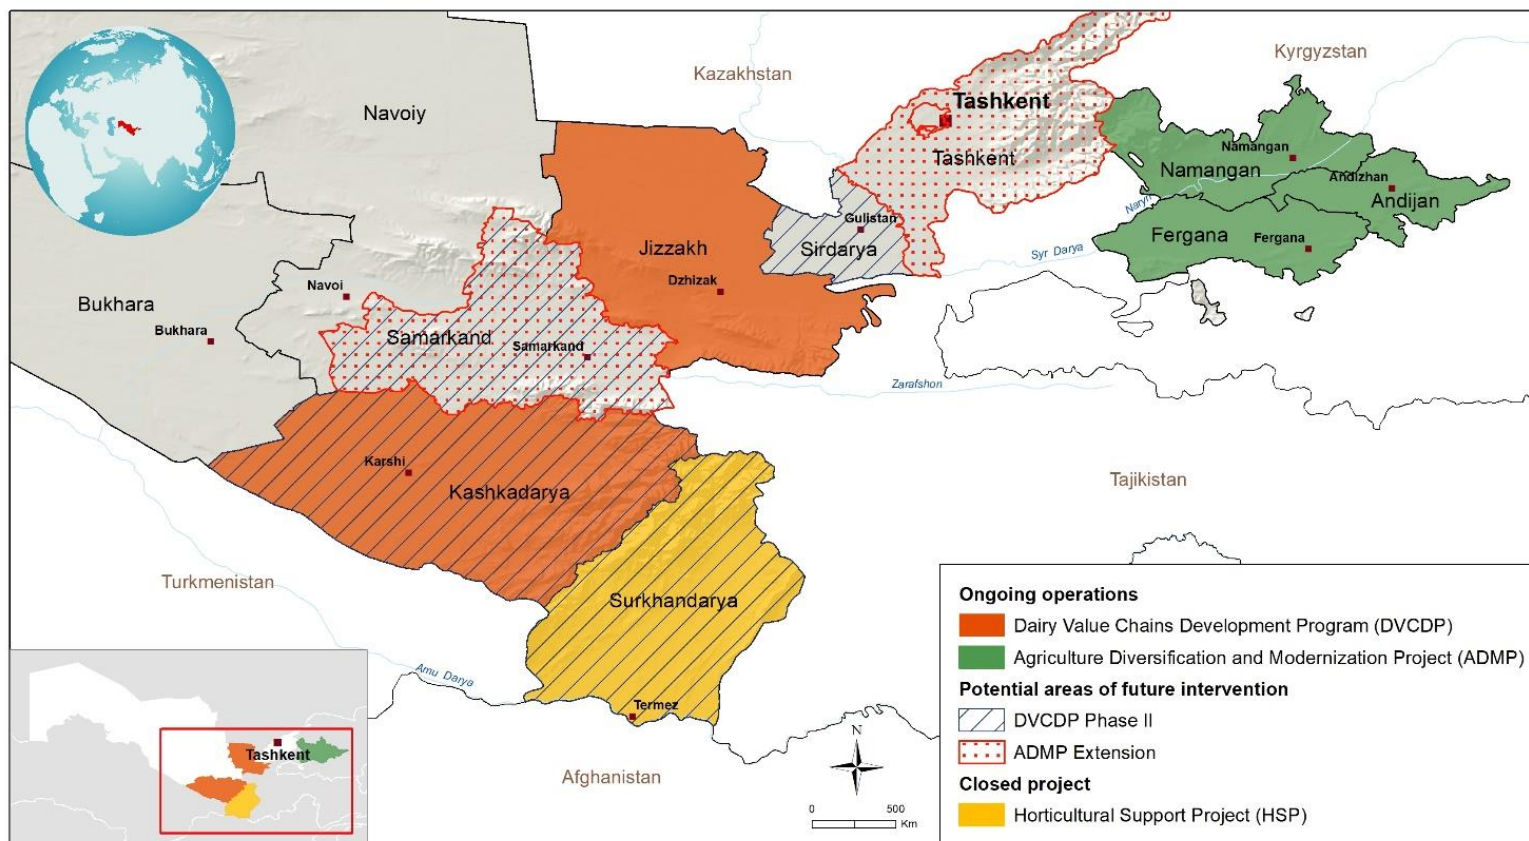 Kazakhstan
Kyrgyzstan
Navoiy
Tashkent
Tashkent
Namangan
Namangan
Andizhan
Andijan
Naryn
Gulistan
Sirdarya
Fergana
Fergana
Syr Darya
Jizzakh
Dzhizak
Navoi
Bukhara
Bukhara
Samarkand
Samarkand
Zarafshon
Karshi
Kashkadarya
Tajikistan
Turkmenistan
Surkhandarya
Amu Darya
Termez
Afghanistan
Tashkent
N
0 500
Km
Ongoing operations
Dairy Value Chains Development Program (DVCDP)
Agriculture Diversification and Modernization Project (ADMP)
Potential areas of future intervention
DVCDP Phase II
ADMP Extension
Closed project
Horticultural Support Project (HSP)